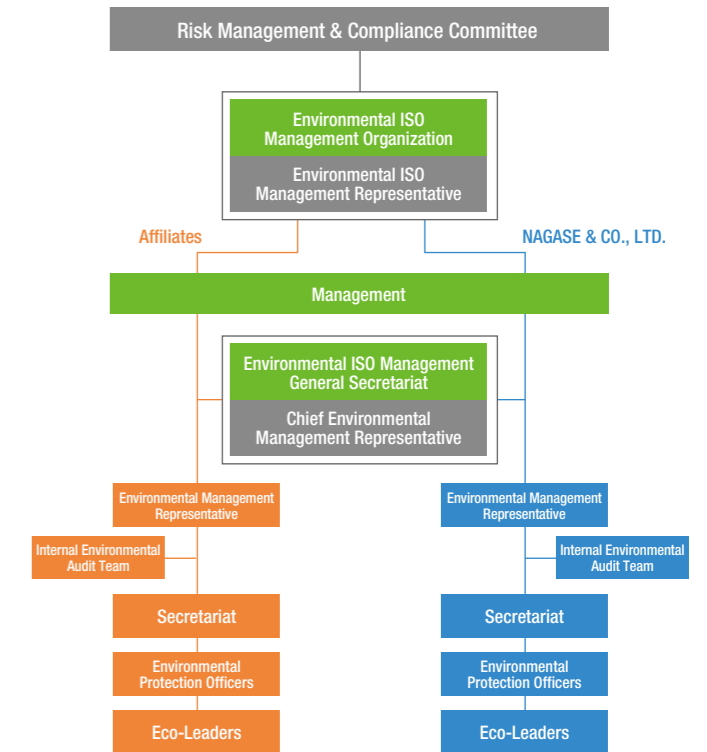 Risk Management & Compliance Committee
Environmental ISO
Management Organization
Environmental ISO
Management Representative
Affiliates
NAGASE & CO., LTD.
Management
Environmental ISO Management
General Secretariat
Chief Environmental
Management Representative
Environmental Management
Representative
Environmental Management
Representative
Internal Environmental
Audit Team
Internal Environmental
Audit Team
Secretariat
Secretariat
Environmental
Protection Officers
Environmental
Protection Officers
Eco-Leaders
Eco-Leaders